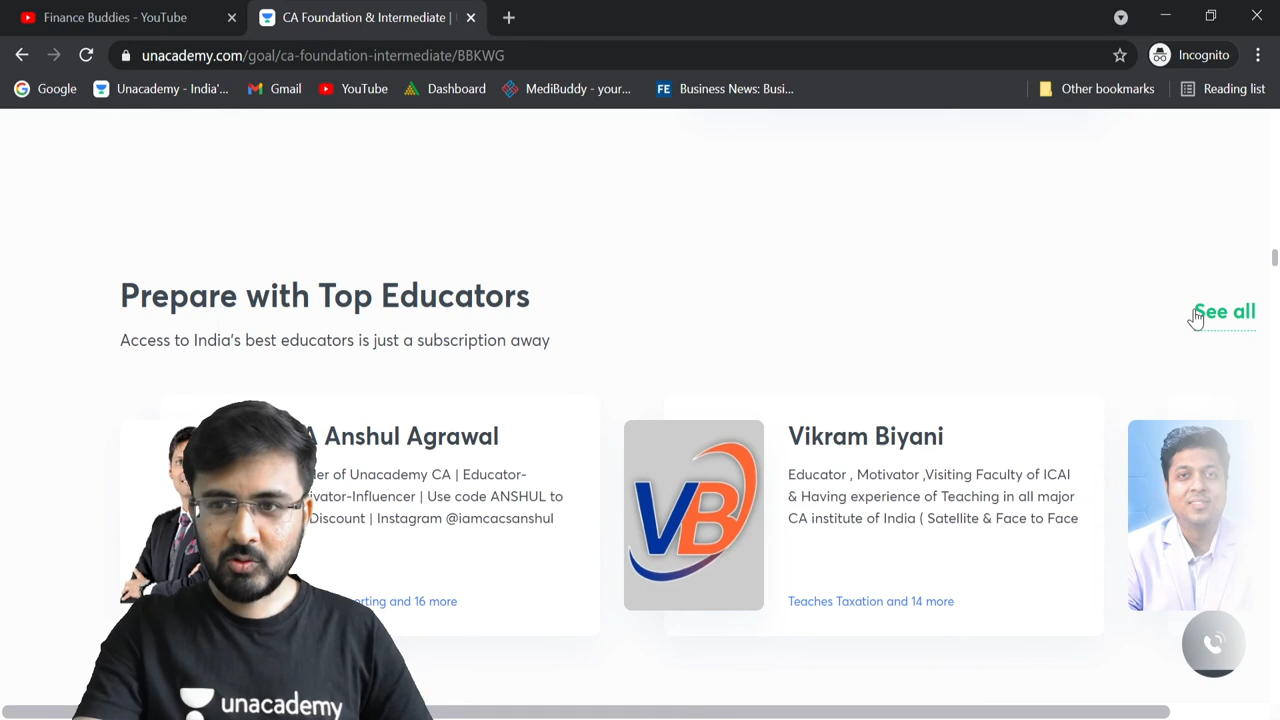 Finance Buddies - YouTube
CA Foundation & Intermediate |
unacademy.com/goal/ca-foundation-intermediate/BBKWG
Incognito
Google
Unacademy - India'...
Gmail
YouTube
Dashboard
MediBuddy - your...
FE
Business News: Busi...
Other bookmarks
Reading list
Prepare with Top Educators
See all
Access to India's best educators is just a subscription away
Anshul Agrawal
of Unacademy CA | Educator-
-Influencer | Use code ANSHUL to
Discount | Instagram @iamcacsanshul
and 16 more
VB
Vikram Biyani
Educator , Motivator ,Visiting Faculty of ICAI
& Having experience of Teaching in all major
CA institute of India ( Satellite & Face to Face
Teaches Taxation and 14 more
unacademy